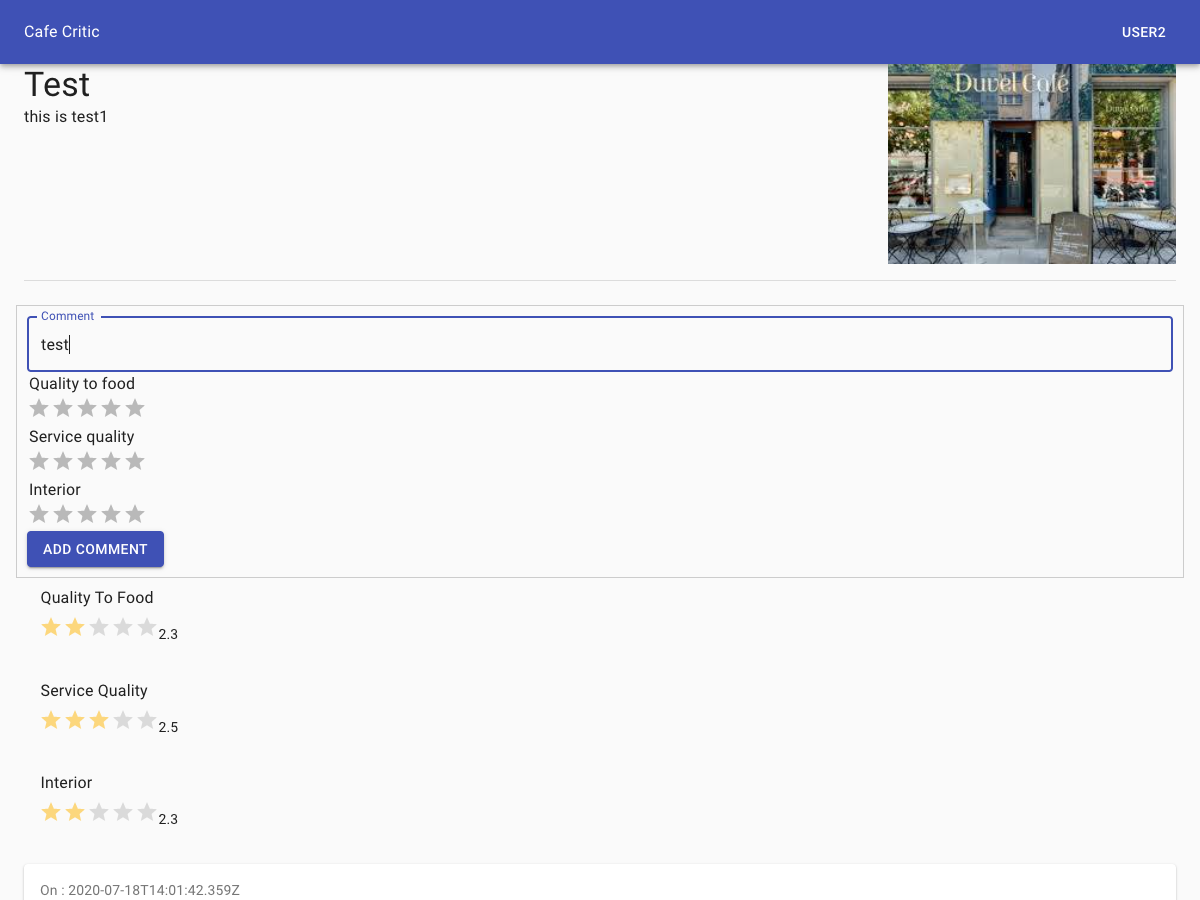 Cafe Critic
USER2
Test
this is test1
Duvel Café
Comment
test
Quality to food
Service quality
Interior
ADD COMMENT
Quality To Food
2.3
Service Quality
2.5
Interior
2.3
On : 2020-07-18T14:01:42.359Z